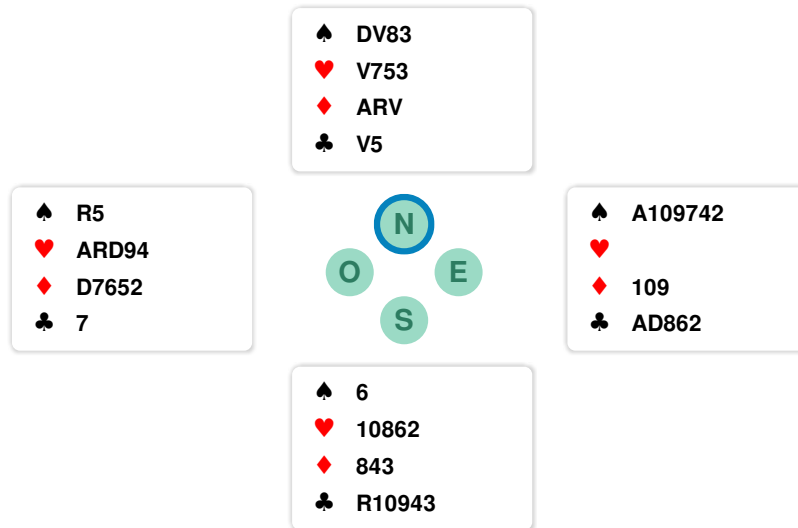 ♠ DV83
♥ V753
♦ ARV
♣ V5
♠ R5
♥ ARD94
♦ D7652
♣ 7
N
O E
S
♠ A109742
♥
♦ 109
♣ AD862
♠ 6
♥ 10862
♦ 843
♣ R10943